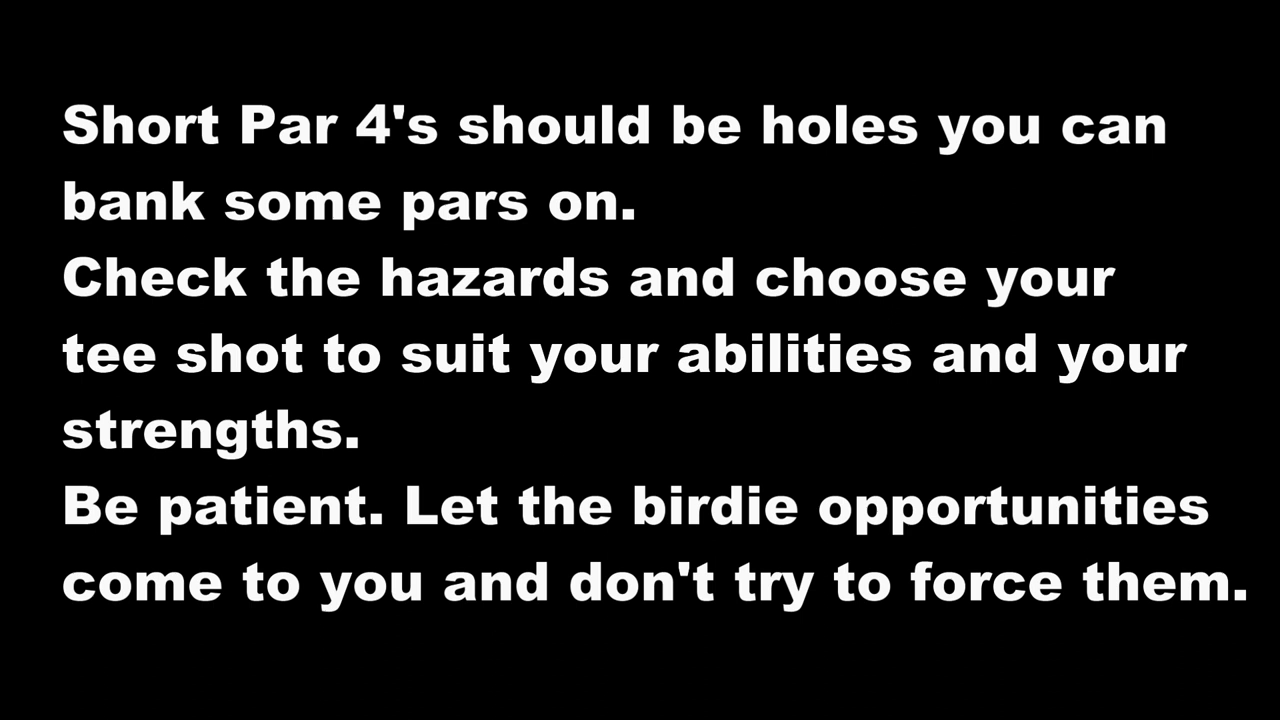 Short Par 4's should be holes you can
bank some pars on.
Check the hazards and choose your
tee shot to suit your abilities and your
strengths.
Be patient. Let the birdie opportunities
come to you and don't try to force them.